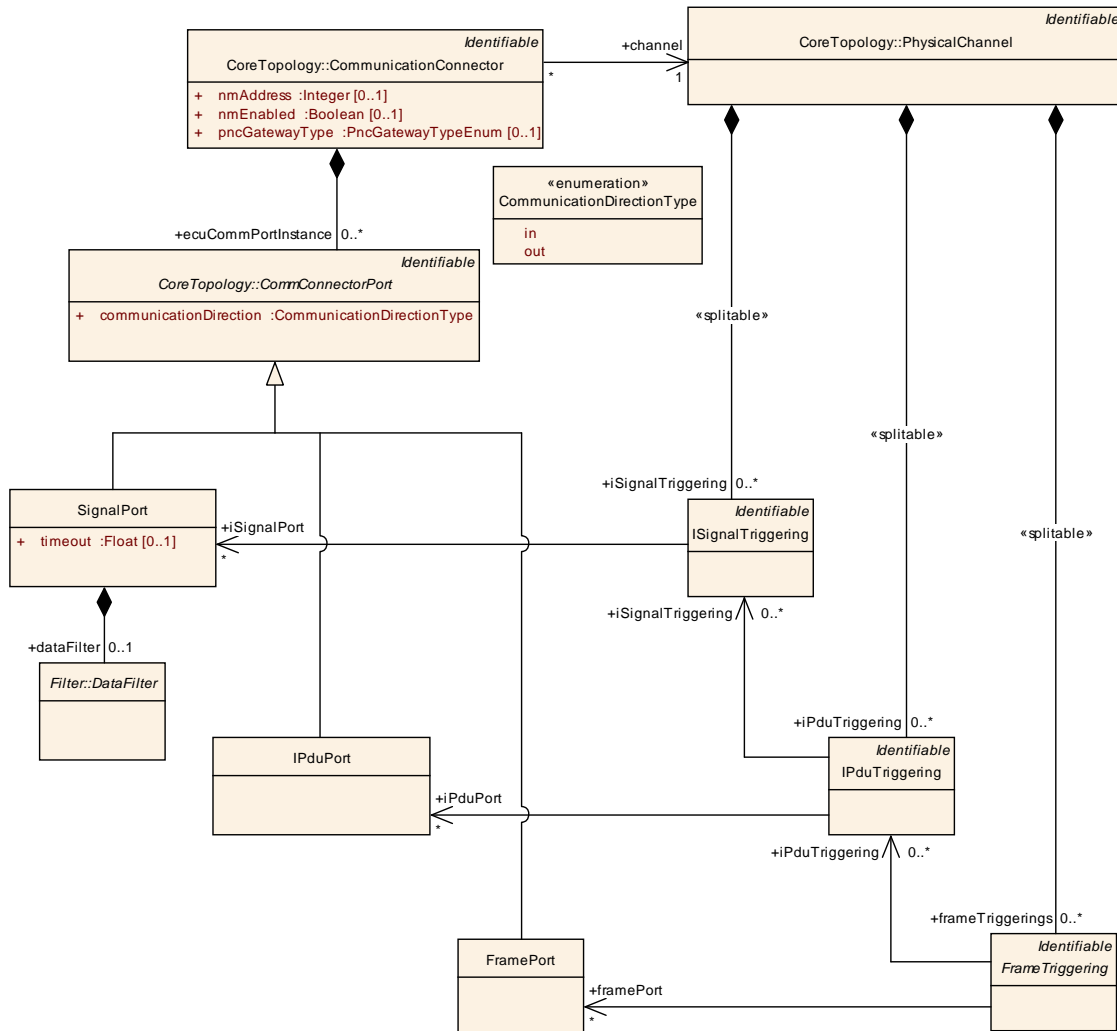 Identifiable
CoreTopology::CommunicationConnector
+ nmAddress :Integer [0..1]
+ nmEnabled :Boolean [0..1]
+ pncGatewayType :PncGatewayTypeEnum [0..1]
+channel
* 1
Identifiable
CoreTopology::PhysicalChannel
«enumeration»
CommunicationDirectionType
in
out
+ecuCommPortInstance 0..*
Identifiable
CoreTopology::CommConnectorPort
+ communicationDirection :CommunicationDirectionType
«splitable»
«splitable»
«splitable»
SignalPort
+ timeout :Float [0..1]
+iSignalPort
*
+iSignalTriggering 0..*
Identifiable
ISignalTriggering
+iSignalTriggering 0..*
+dataFilter 0..1
Filter::DataFilter
IPduPort
+iPduPort
*
+iPduTriggering 0..*
Identifiable
IPduTriggering
+iPduTriggering 0..*
+frameTriggerings 0..*
Identifiable
FrameTriggering
FramePort
+framePort
*